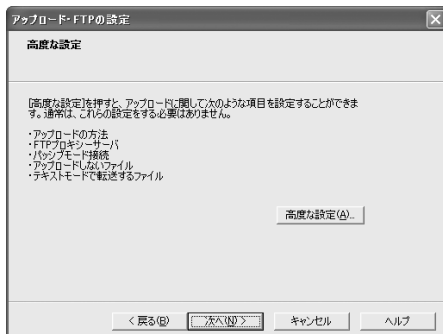 アップロード・FTPの設定
高度な設定
[高度な設定]を押すと、アップロードに関して次のような項目を設定することができま
す。通常は、これらの設定をする必要はありません。
・アップロードの方法
・FTPプロキシーサーバ
・パッシブモード接続
・アップロードしないファイル
・テキストモードで転送するファイル
高度な設定(A)...
< 戻る(B)
次へ(N) >
キャンセル
ヘルプ